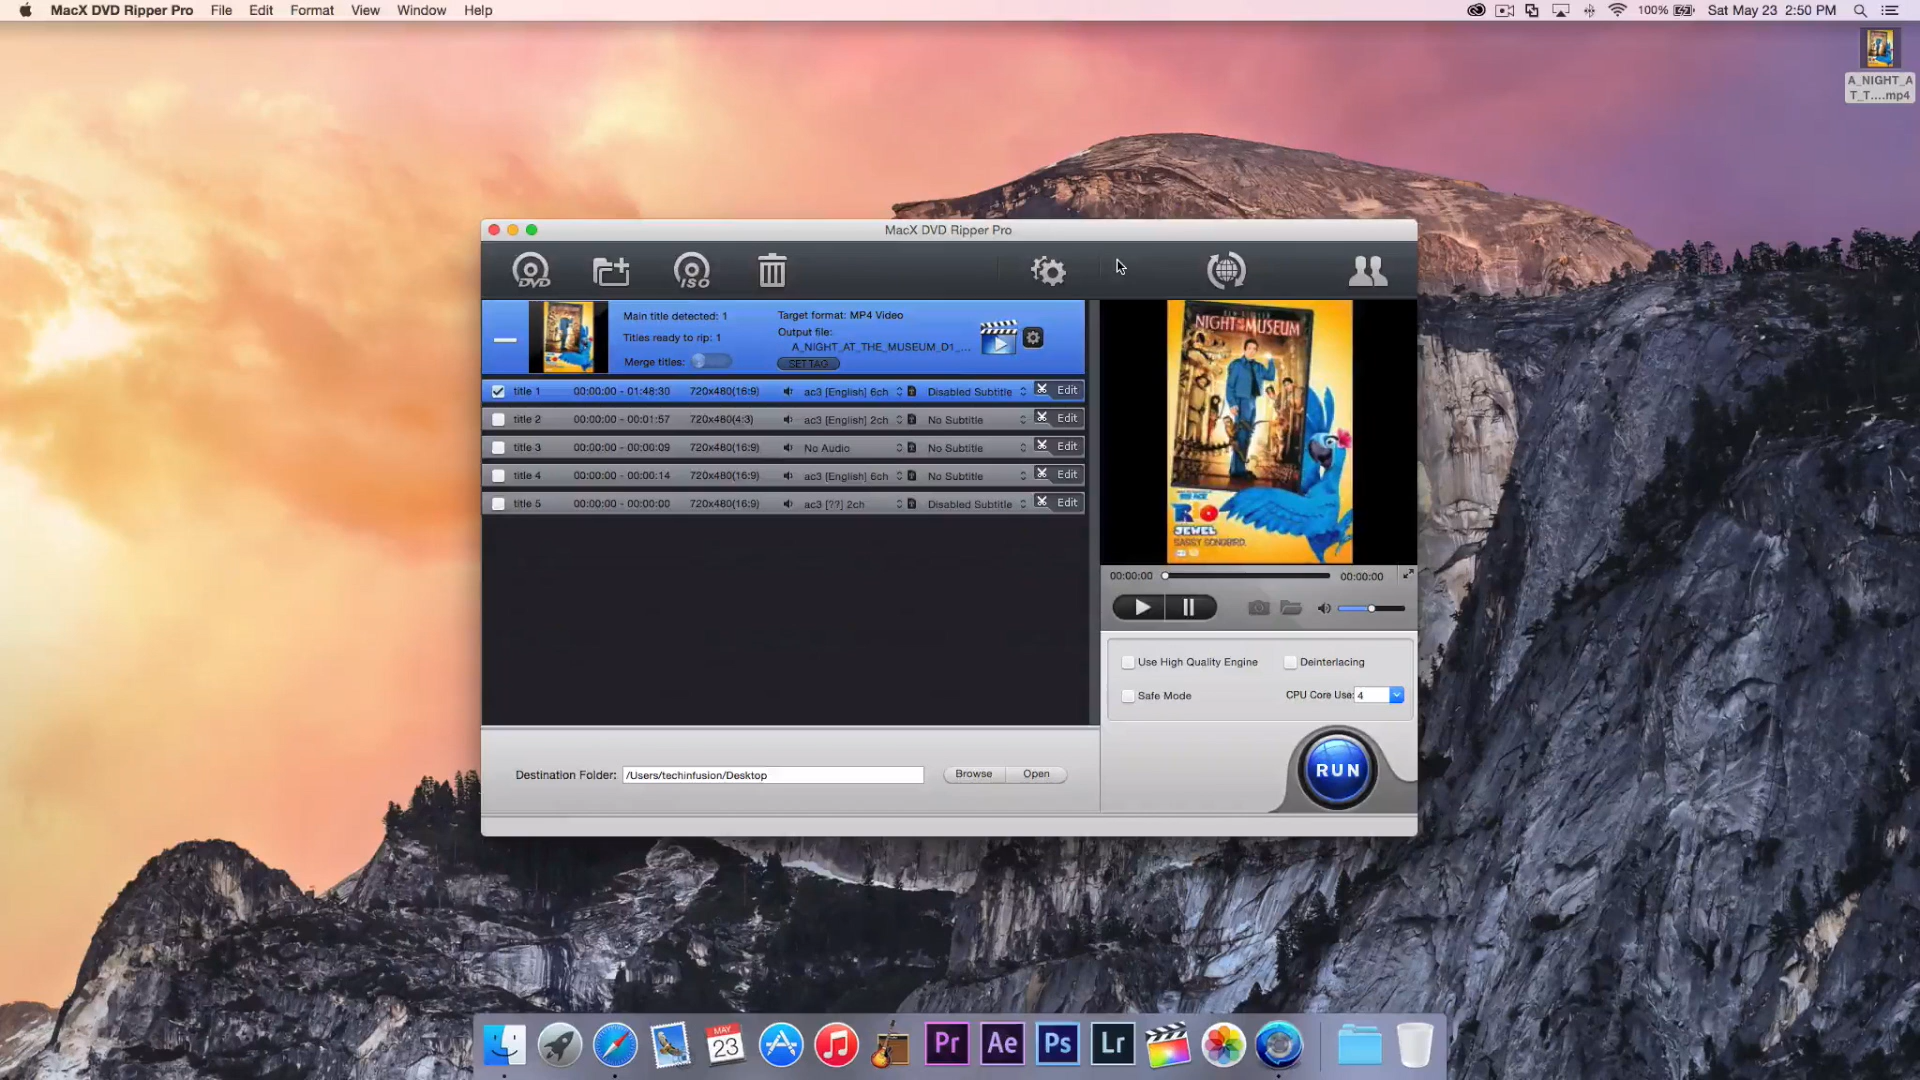 MacX DVD Ripper Pro File Edit Format View Window Help 100% Sat May 23 2:50 PM
A_NIGHT_A
T_T....mp4
MacX DVD Ripper Pro
DVD ISO
Main title detected: 1
Titles ready to rip: 1
Merge titles:
Target format: MP4 Video
Output file:
A_NIGHT_AT_THE_MUSEUM_D1_...
SET TAG
title 1 00:00:00 - 01:48:30 720x480(16:9) ac3 [English] 6ch Disabled Subtitle Edit
title 2 00:00:00 - 00:01:57 720x480(4:3) ac3 [English] 2ch No Subtitle Edit
title 3 00:00:00 - 00:00:09 720x480(16:9) No Audio No Subtitle Edit
title 4 00:00:00 - 00:00:14 720x480(16:9) ac3 [English] 6ch No Subtitle Edit
title 5 00:00:00 - 00:00:00 720x480(16:9) ac3 [??] 2ch Disabled Subtitle Edit
NIGHT AT THE MUSEUM
RIO
JEWEL
SASSY SONGBIRD.
00:00:00 00:00:00
Use High Quality Engine Deinterlacing
Safe Mode CPU Core Use: 4
RUN
Destination Folder: /Users/techinfusion/Desktop Browse Open
MAY
23
Pr Ae Ps Lr